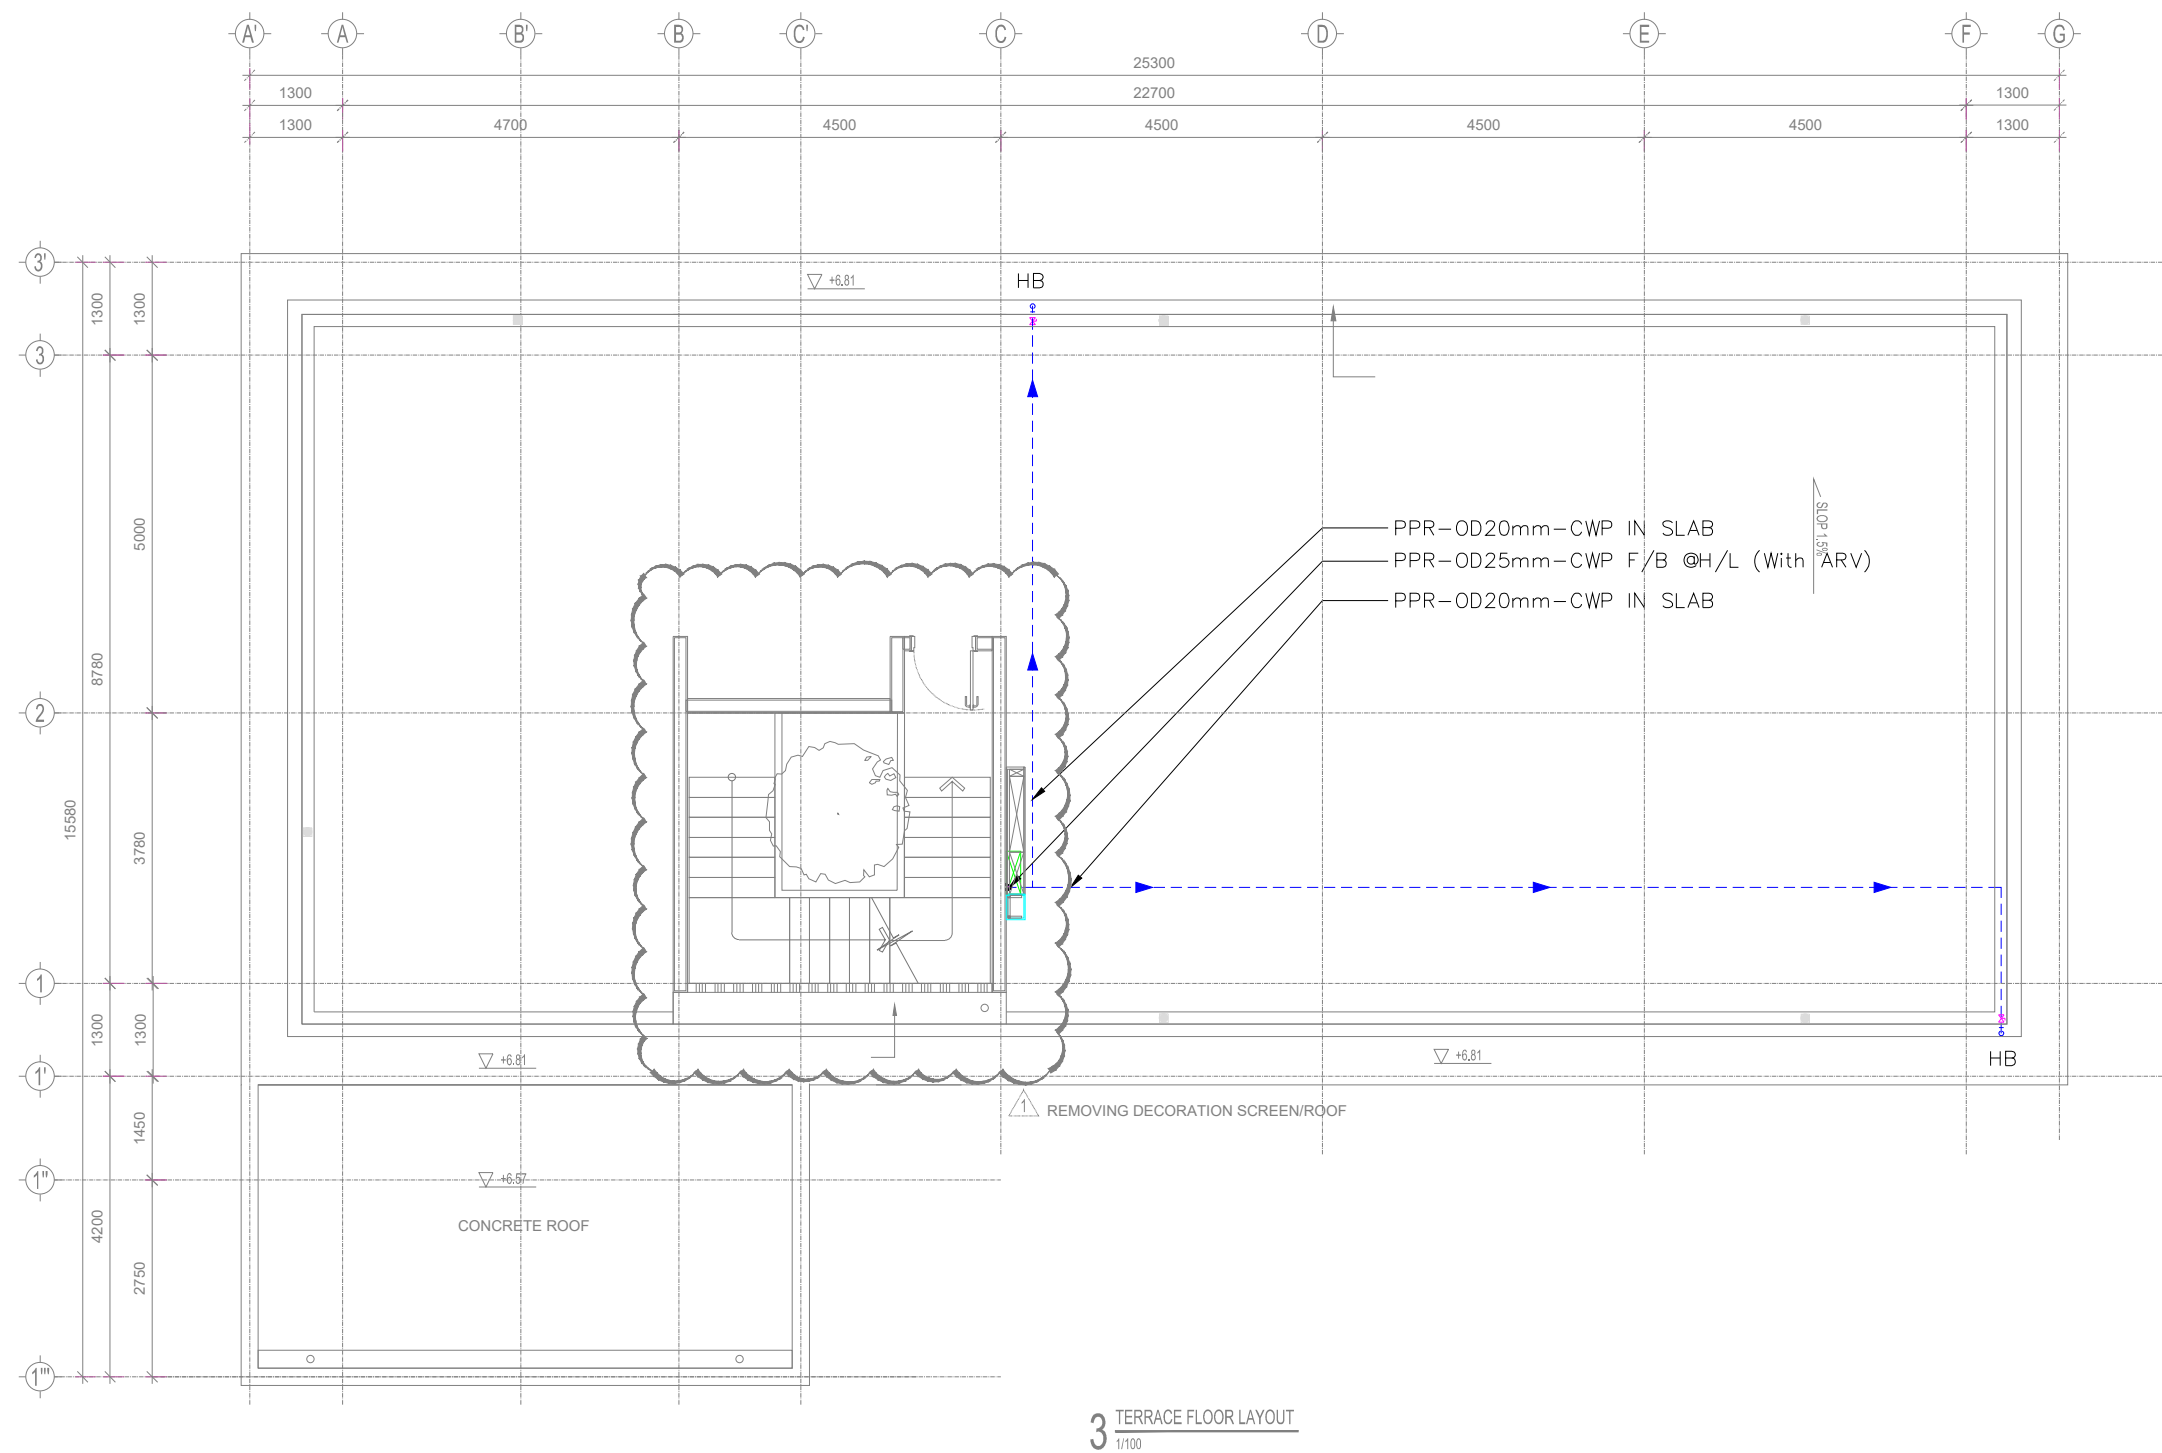 A' A B' B C' C D E F G
25300
1300 22700 1300
1300 4700 4500 4500 4500 4500 1300
3'
+6.81
HB
1300 1300
3
5000
PPR-OD20mm-CWP IN SLAB
SLOP 1.5%
PPR-OD25mm-CWP F/B @H/L (With ARV)
PPR-OD20mm-CWP IN SLAB
8780
2
15580
3780
1
1300 1300
+6.81
+6.81
HB
1'
1 REMOVING DECORATION SCREEN/ROOF
1450
1"
+6.57
4200
CONCRETE ROOF
2750
1'"
3 TERRACE FLOOR LAYOUT
1/100